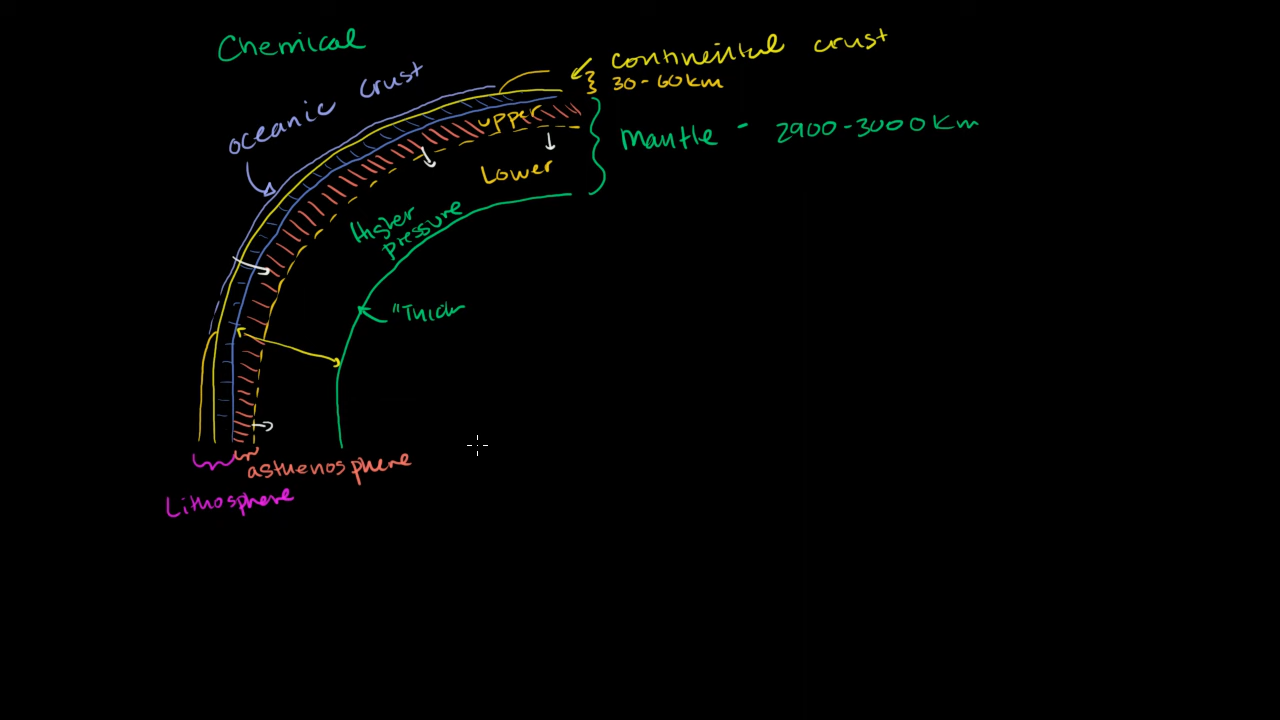 Chemical
continental crust
30-60km
oceanic crust
upper
Mantle - 2900-3000Km
Lower
Higher
pressure
"Thick
asthenosphere
Lithosphere